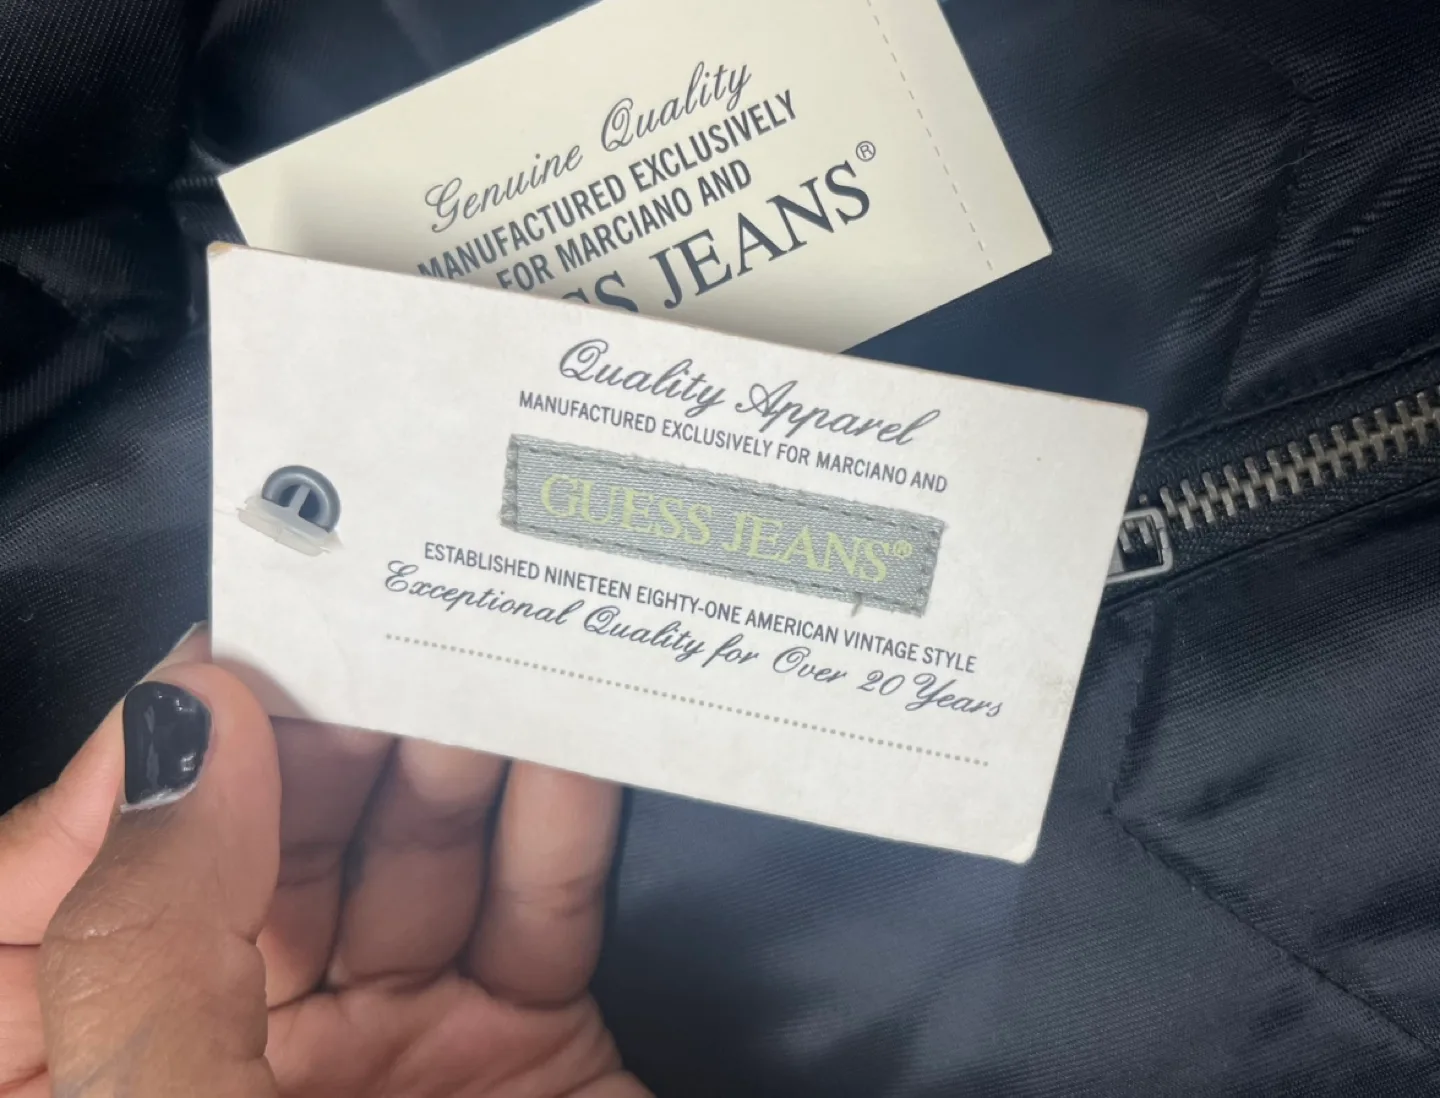 Genuine Quality
MANUFACTURED EXCLUSIVELY
FOR MARCIANO AND
JEANS®
Quality Apparel
MANUFACTURED EXCLUSIVELY FOR MARCIANO AND
GUESS JEANS®
ESTABLISHED NINETEEN EIGHTY-ONE AMERICAN VINTAGE STYLE
Exceptional Quality for Over 20 Years